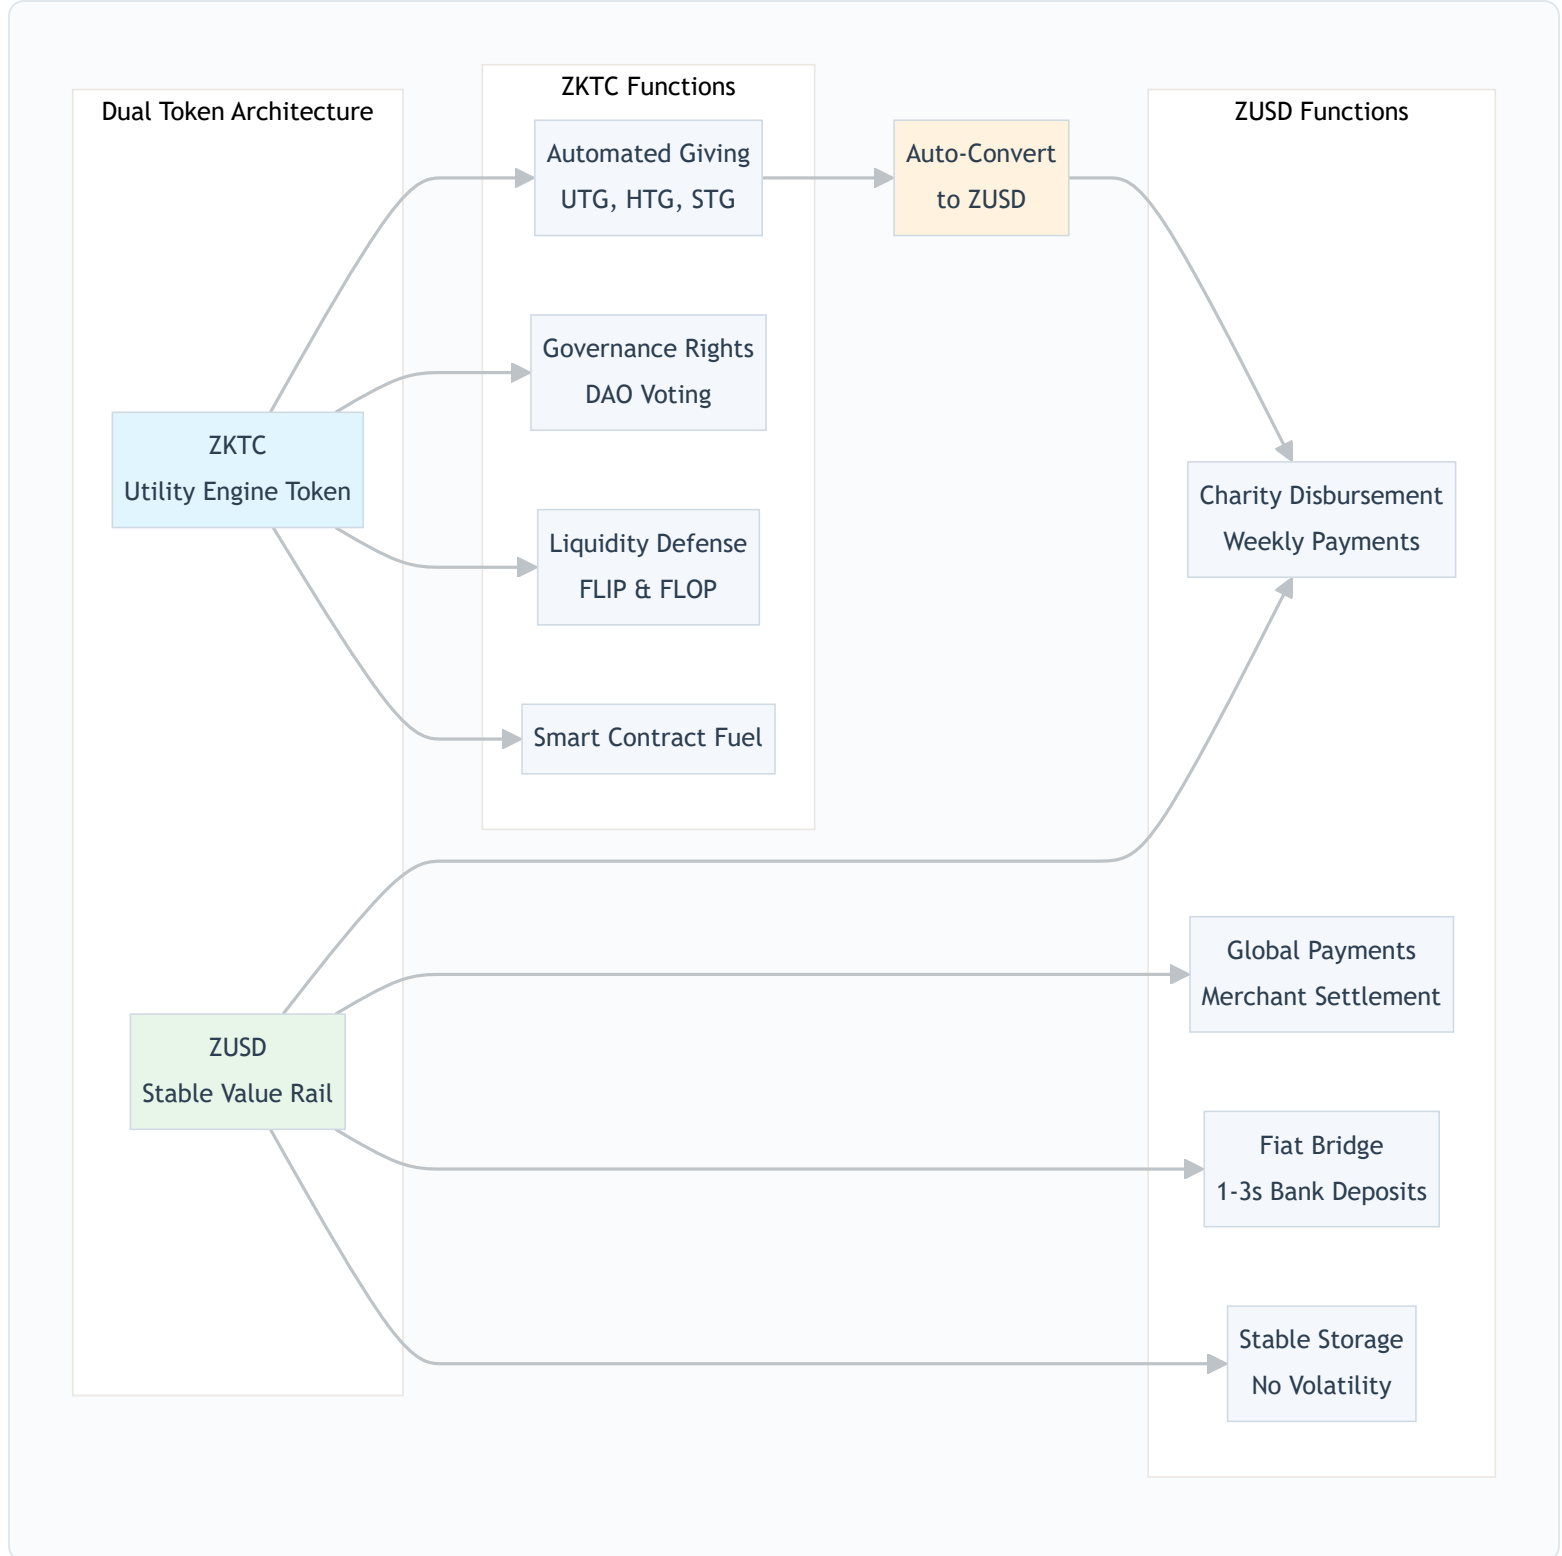 Dual Token Architecture
ZKTC
Utility Engine Token
ZUSD
Stable Value Rail
ZKTC Functions
Automated Giving
UTG, HTG, STG
Governance Rights
DAO Voting
Liquidity Defense
FLIP & FLOP
Smart Contract Fuel
Auto-Convert
to ZUSD
ZUSD Functions
Charity Disbursement
Weekly Payments
Global Payments
Merchant Settlement
Fiat Bridge
1-3s Bank Deposits
Stable Storage
No Volatility